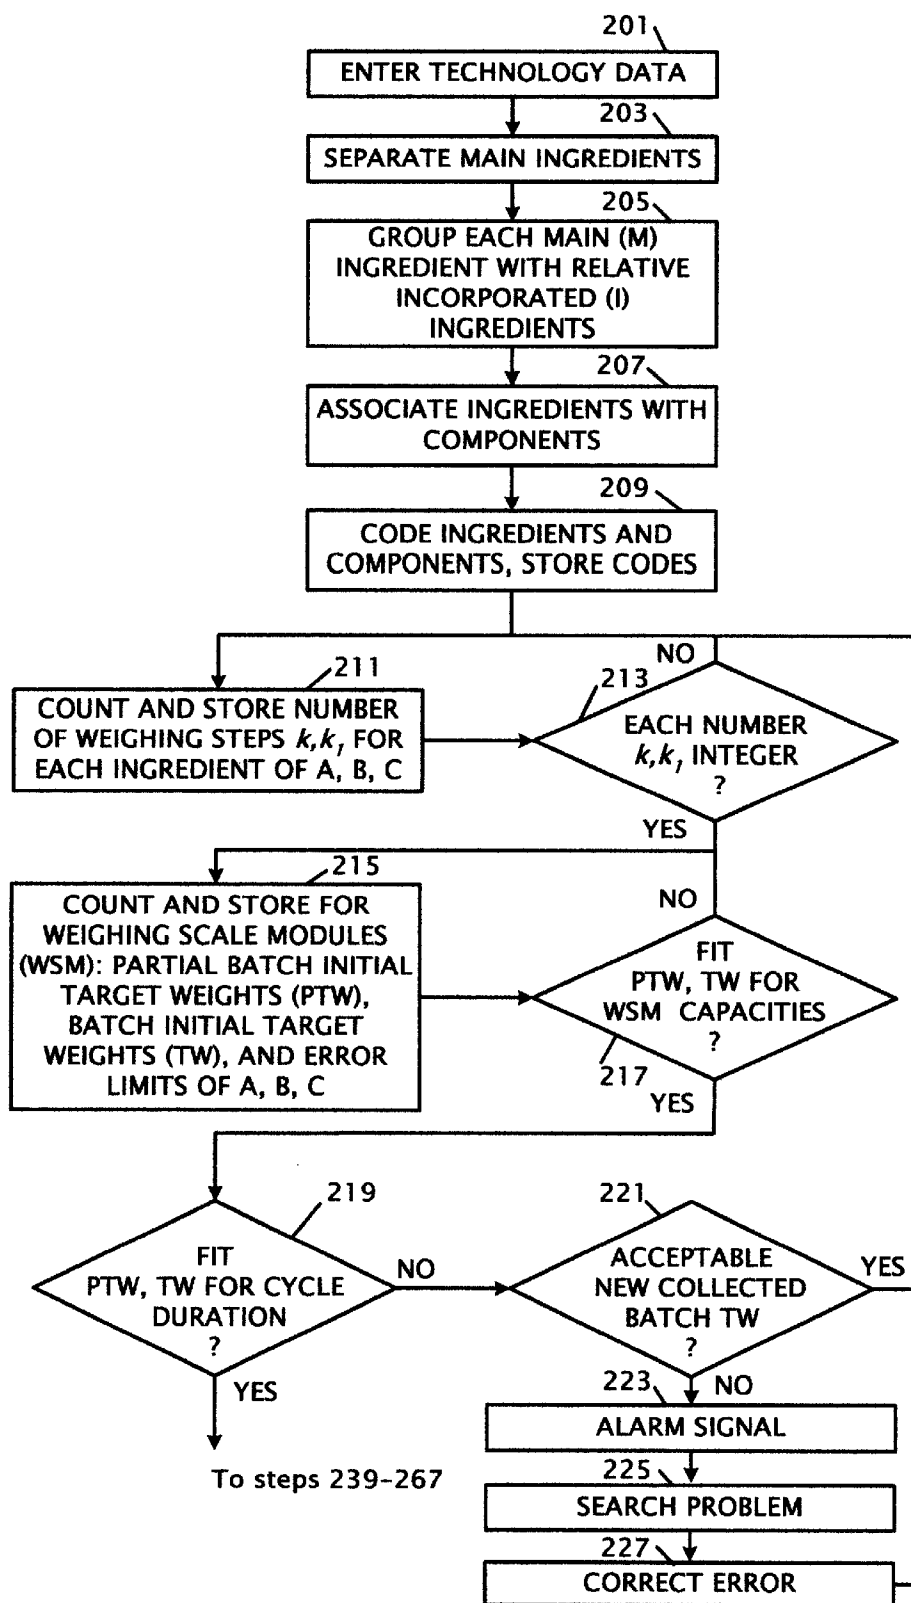 201
ENTER TECHNOLOGY DATA
203
SEPARATE MAIN INGREDIENTS
205
GROUP EACH MAIN (M)
INGREDIENT WITH RELATIVE
INCORPORATED (I)
INGREDIENTS
207
ASSOCIATE INGREDIENTS WITH
COMPONENTS
209
CODE INGREDIENTS AND
COMPONENTS, STORE CODES
211
COUNT AND STORE NUMBER
OF WEIGHING STEPS k,k₁ FOR
EACH INGREDIENT OF A, B, C
NO
213
EACH NUMBER
k,k₁ INTEGER
?
YES
215
COUNT AND STORE FOR
WEIGHING SCALE MODULES
(WSM): PARTIAL BATCH INITIAL
TARGET WEIGHTS (PTW),
BATCH INITIAL TARGET
WEIGHTS (TW), AND ERROR
LIMITS OF A, B, C
NO
FIT
PTW, TW FOR
WSM CAPACITIES
?
217
YES
219
FIT
PTW, TW FOR CYCLE
DURATION
?
NO
YES
To steps 239-267
221
ACCEPTABLE
NEW COLLECTED
BATCH TW
?
YES
NO
223
ALARM SIGNAL
225
SEARCH PROBLEM
227
CORRECT ERROR